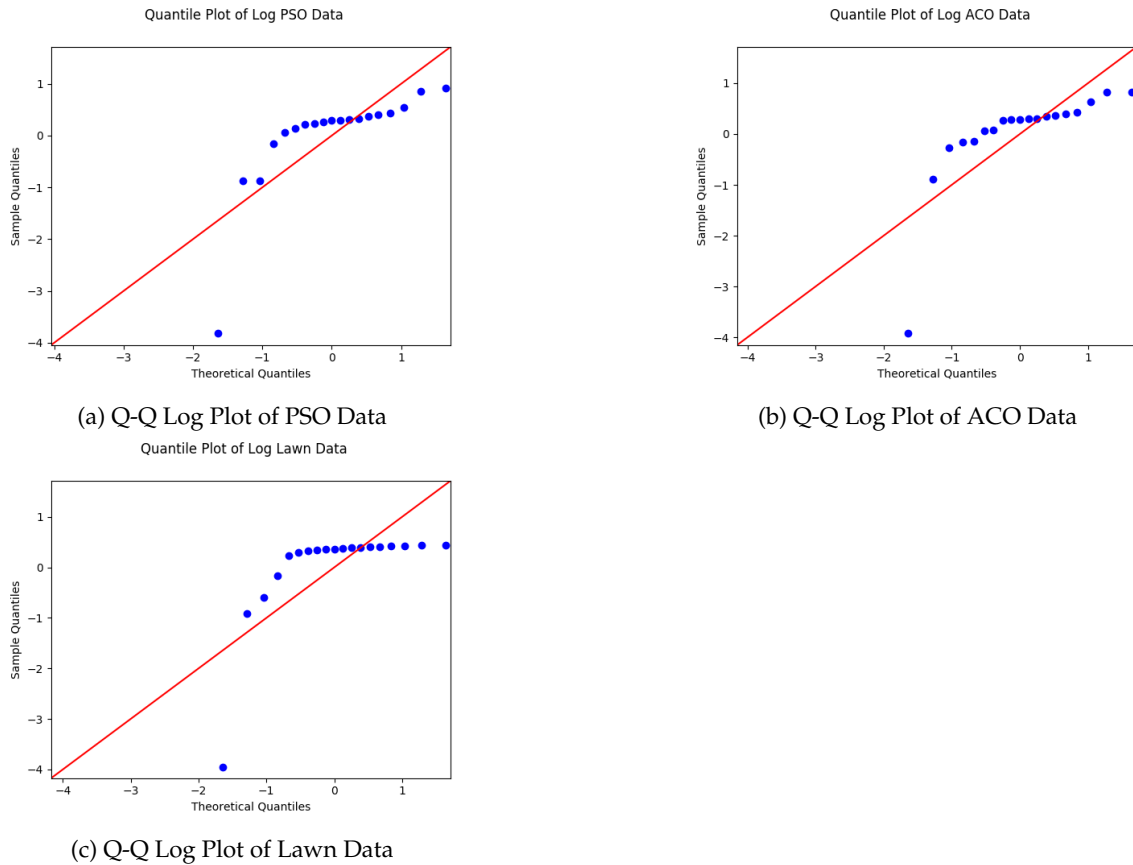 Quantile Plot of Log PSO Data
1
0
−1
−2
−3
−4
−4 −3 −2 −1 0 1
Sample Quantiles
Theoretical Quantiles
(a) Q-Q Log Plot of PSO Data
Quantile Plot of Log ACO Data
1
0
−1
−2
−3
−4
−4 −3 −2 −1 0 1
Sample Quantiles
Theoretical Quantiles
(b) Q-Q Log Plot of ACO Data
Quantile Plot of Log Lawn Data
1
0
−1
−2
−3
−4
−4 −3 −2 −1 0 1
Sample Quantiles
Theoretical Quantiles
(c) Q-Q Log Plot of Lawn Data